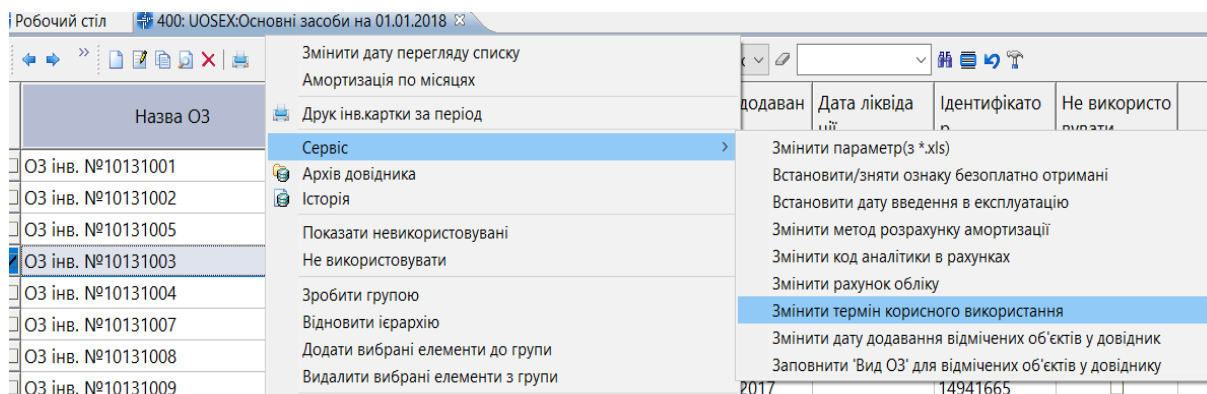 Робочий стіл
400: UOSEX:Основні засоби на 01.01.2018
Назва ОЗ
додаван
Дата ліквіда
Ідентифікато
Не використо
ОЗ інв. №10131001
ОЗ інв. №10131002
ОЗ інв. №10131005
ОЗ інв. №10131003
ОЗ інв. №10131004
ОЗ інв. №10131007
ОЗ інв. №10131008
ОЗ інв. №10131009
Змінити дату перегляду списку
Амортизація по місяцях
Друк інв.картки за період
Сервіс
Архів довідника
Історія
Показати невикористовувані
Не використовувати
Зробити групою
Відновити ієрархію
Додати вибрані елементи до групи
Видалити вибрані елементи з групи
Змінити параметр(з *.xls)
Встановити/зняти ознаку безоплатно отримані
Встановити дату введення в експлуатацію
Змінити метод розрахунку амортизації
Змінити код аналітики в рахунках
Змінити рахунок обліку
Змінити термін корисного використання
Змінити дату додавання відмічених об'єктів у довідник
Заповнити 'Вид ОЗ' для відмічених об'єктів у довіднику
2017
14941665